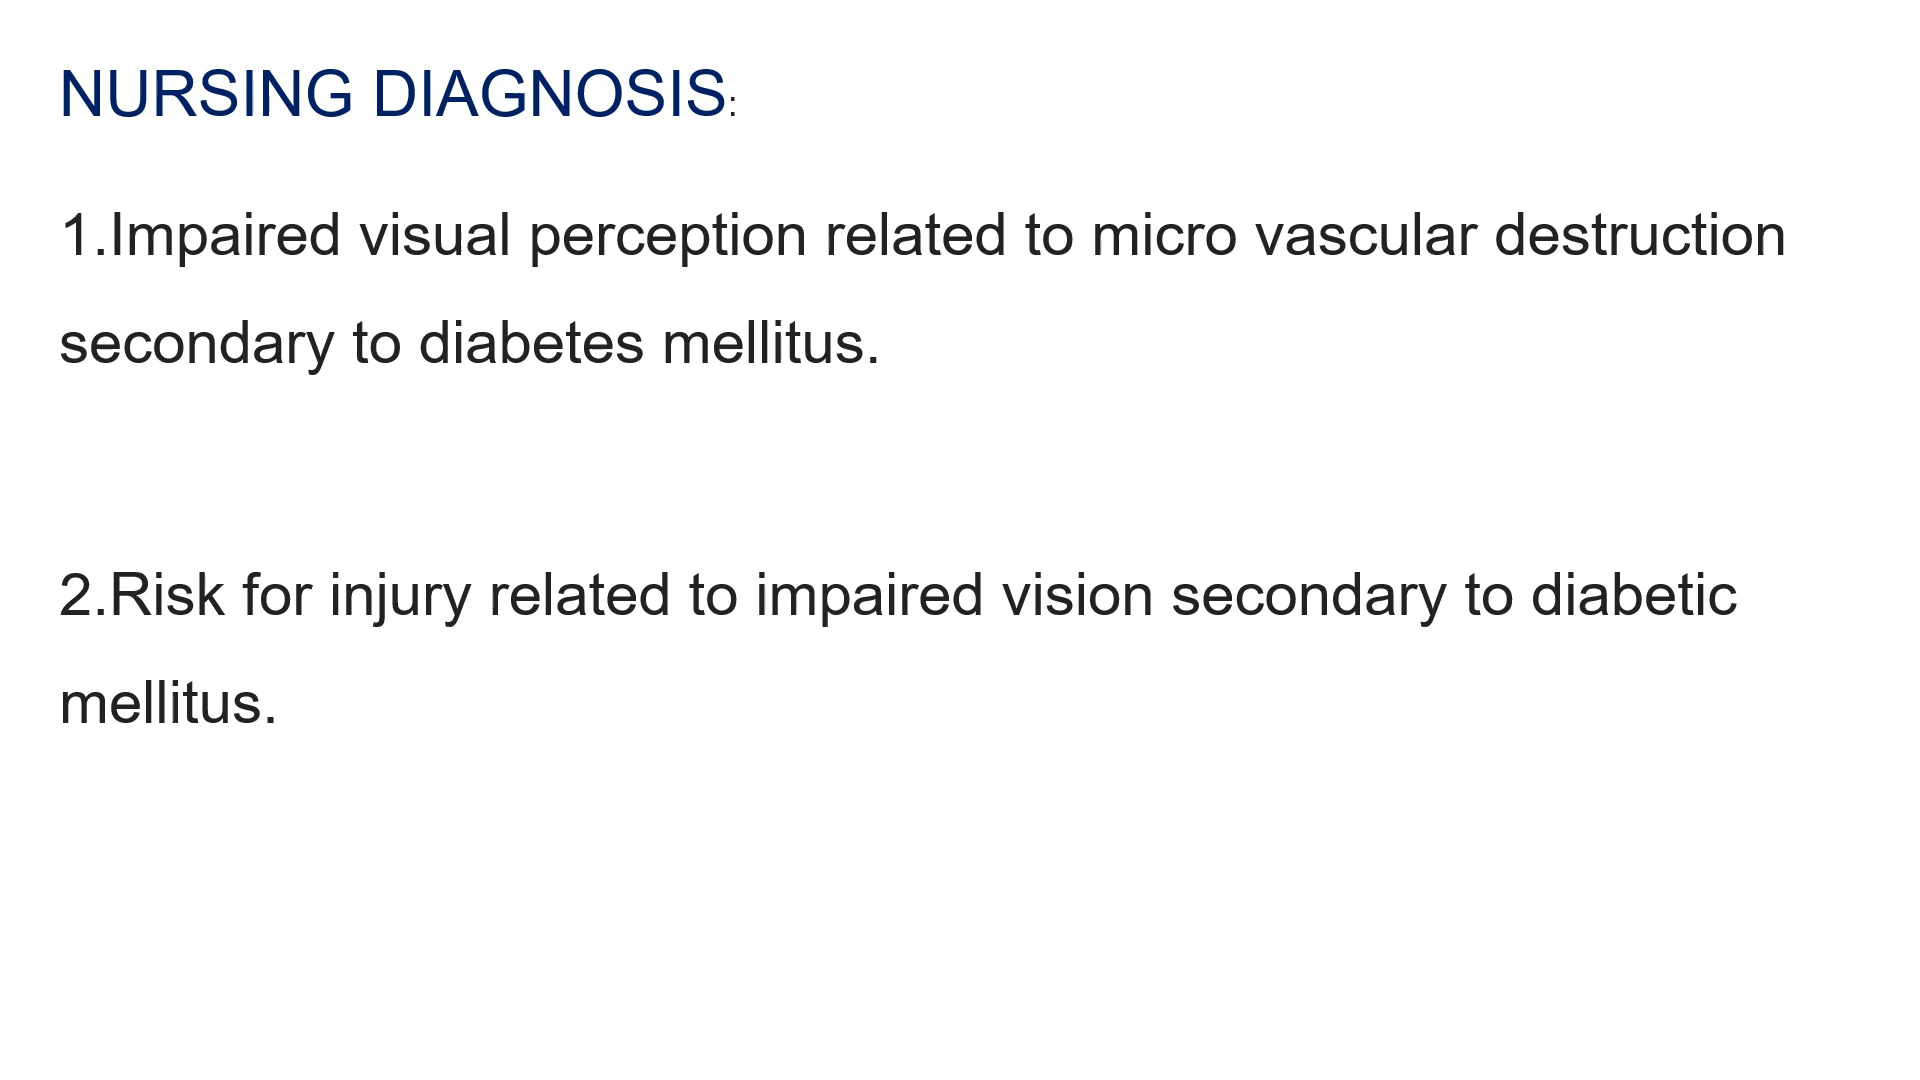 NURSING DIAGNOSIS:
1.Impaired visual perception related to micro vascular destruction
secondary to diabetes mellitus.
2.Risk for injury related to impaired vision secondary to diabetic
mellitus.